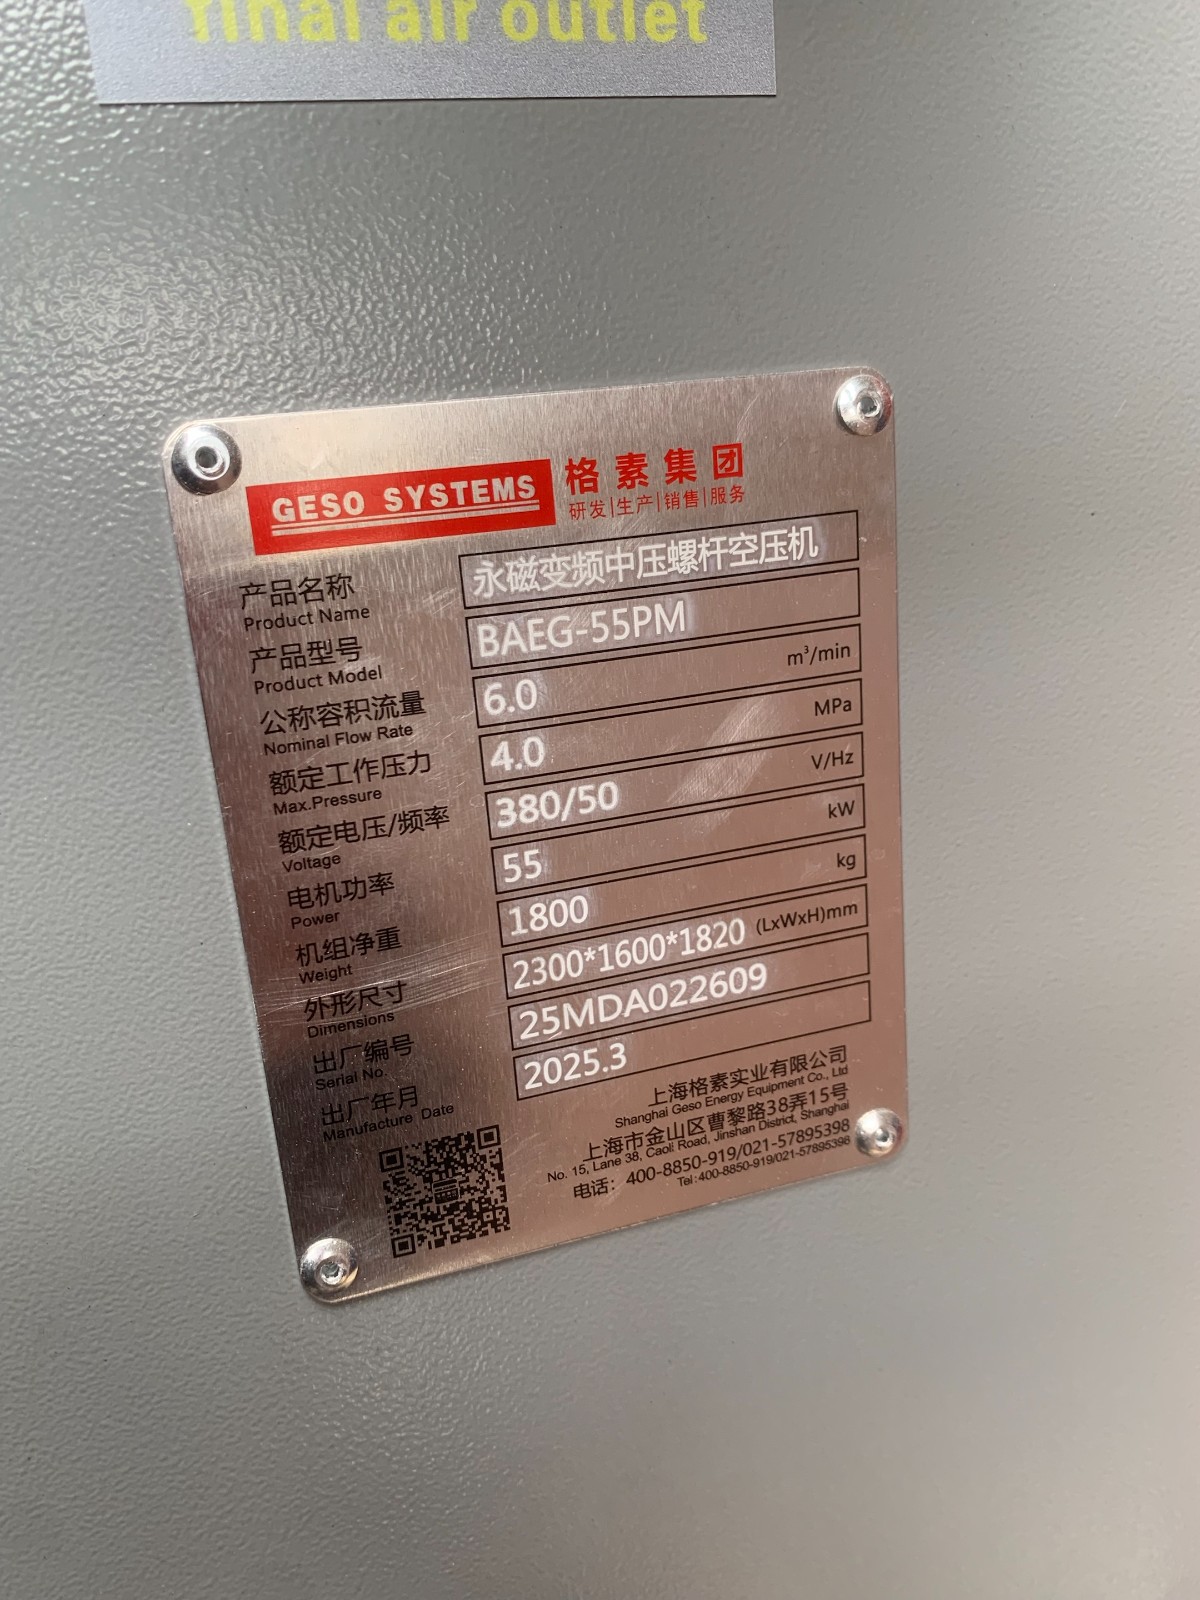 final air outlet
GESO SYSTEMS 格素集团
研发|生产|销售|服务
产品名称 永磁变频中压螺杆空压机
Product Name
产品型号 BAEG-55PM
Product Model
公称容积流量 6.0 m³/min
Nominal Flow Rate
额定工作压力 4.0 MPa
Max.Pressure
额定电压/频率 380/50 V/Hz
Voltage
电机功率 55 kW
Power
机组净重 1800 kg
Weight
外形尺寸 2300*1600*1820 (LxWxH)mm
Dimensions
出厂编号 25MDA022609
Serial No.
出厂年月 2025.3
Manufacture Date
上海格素实业有限公司
Shanghai Geso Energy Equipment Co., Ltd
上海市金山区曹黎路38弄15号
No. 15, Lane 38, Caoli Road, Jinshan District, Shanghai
电话：400-8850-919/021-57895398
Tel:400-8850-919/021-57895398